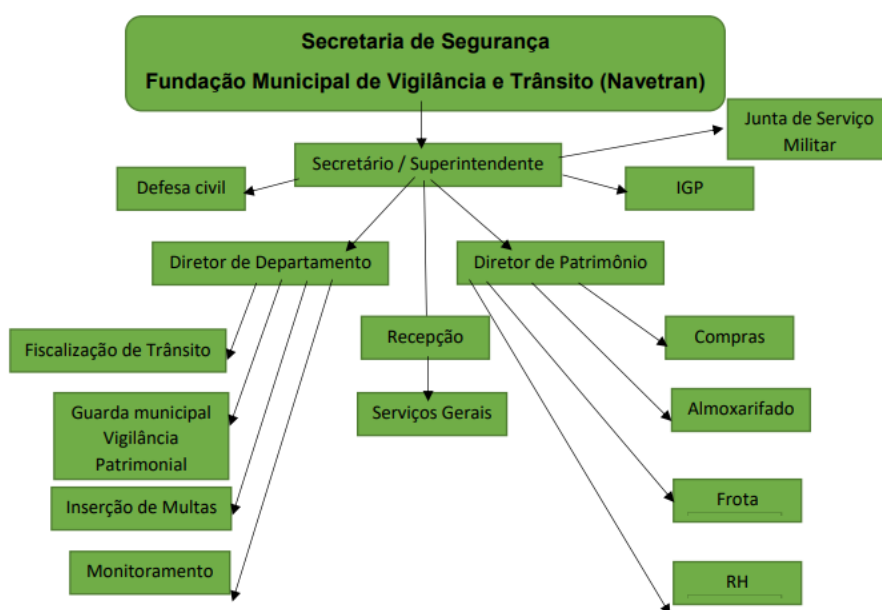 Secretaria de Segurança
Fundação Municipal de Vigilância e Trânsito (Navetran)
Junta de Serviço
Militar
Secretário / Superintendente
Defesa civil
IGP
Diretor de Departamento
Diretor de Patrimônio
Fiscalização de Trânsito
Recepção
Compras
Guarda municipal
Vigilância
Patrimonial
Serviços Gerais
Almoxarifado
Inserção de Multas
Frota
Monitoramento
RH